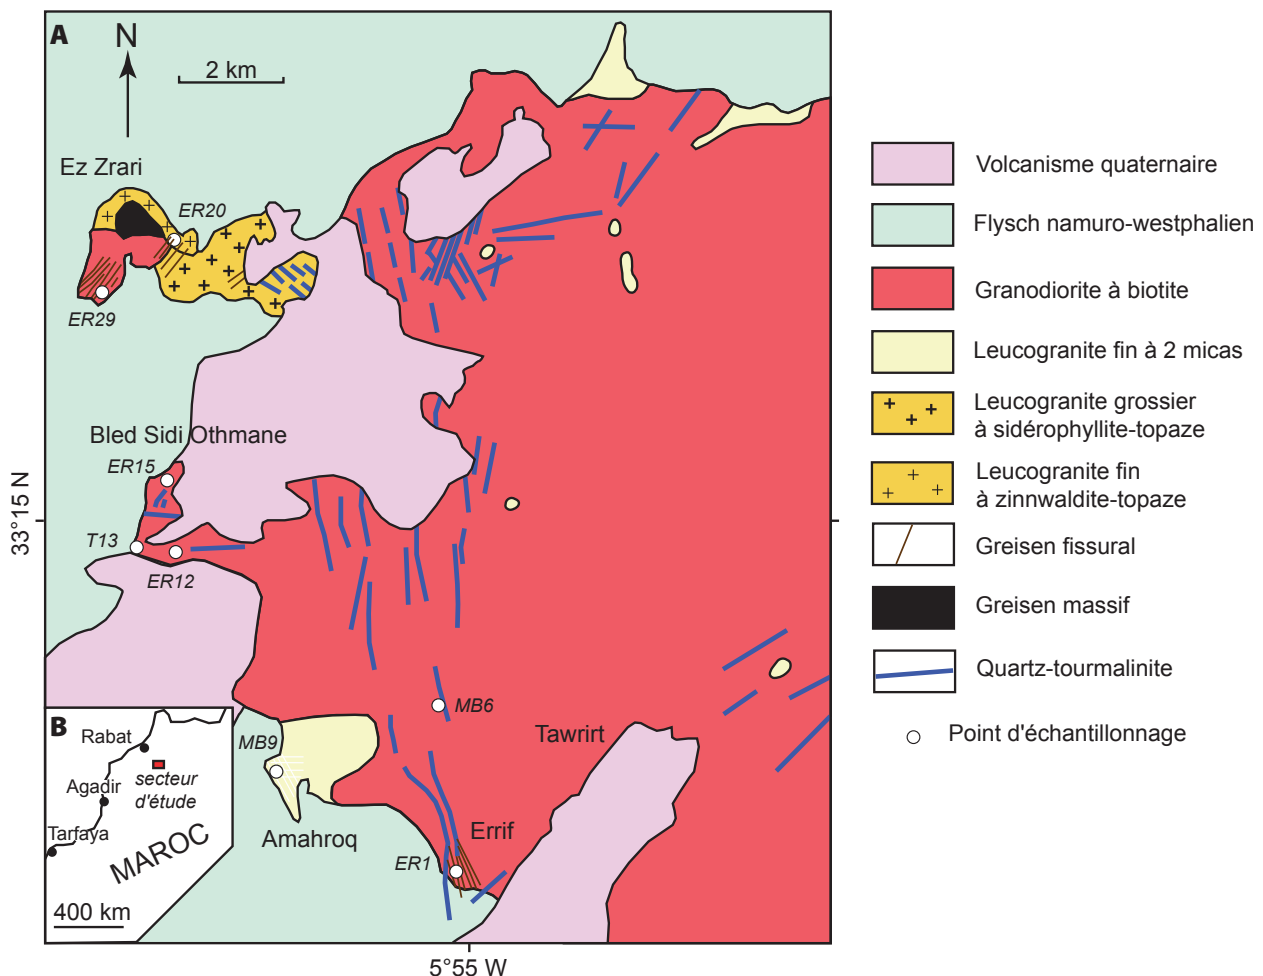 A
N
2 km
Ez Zrari
ER20
ER29
Bled Sidi Othmane
ER15
T13
ER12
33°15 N
MB6
MB9
Tawrirt
Amahroq
Errif
ER1
5°55 W
B
Rabat
secteur
d'étude
Agadir
Tarfaya
MAROC
400 km
Volcanisme quaternaire
Flysch namuro-westphalien
Granodiorite à biotite
Leucogranite fin à 2 micas
Leucogranite grossier
à sidérophyllite-topaze
Leucogranite fin
à zinnwaldite-topaze
Greisen fissural
Greisen massif
Quartz-tourmalinite
Point d'échantillonnage